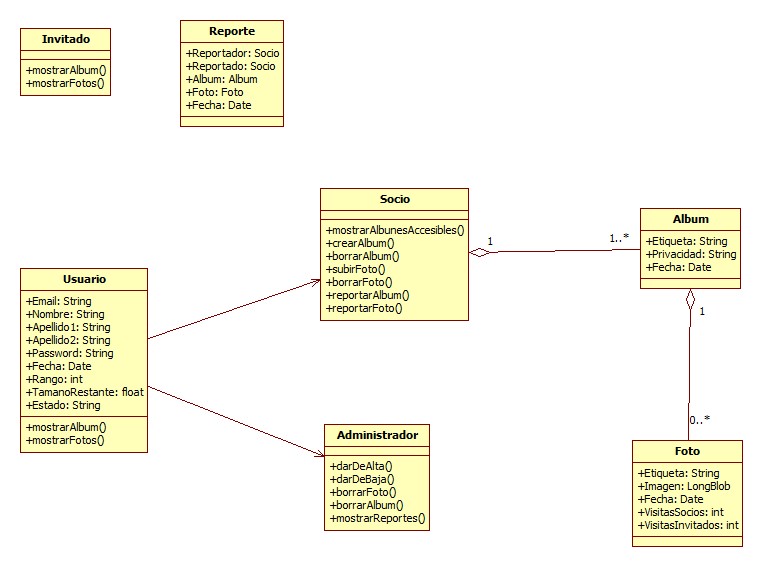 Invitado
+mostrarAlbum()
+mostrarFotos()
Reporte
+Reportador: Socio
+Reportado: Socio
+Album: Album
+Foto: Foto
+Fecha: Date
Socio
+mostrarAlbunesAccesibles()
+crearAlbum()
+borrarAlbum()
+subirFoto()
+borrarFoto()
+reportarAlbum()
+reportarFoto()
1
1..*
Album
+Etiqueta: String
+Privacidad: String
+Fecha: Date
1
0..*
Usuario
+Email: String
+Nombre: String
+Apellido1: String
+Apellido2: String
+Password: String
+Fecha: Date
+Rango: int
+TamanoRestante: float
+Estado: String
+mostrarAlbum()
+mostrarFotos()
Administrador
+darDeAlta()
+darDeBaja()
+borrarFoto()
+borrarAlbum()
+mostrarReportes()
Foto
+Etiqueta: String
+Imagen: LongBlob
+Fecha: Date
+VisitasSocios: int
+VisitasInvitados: int